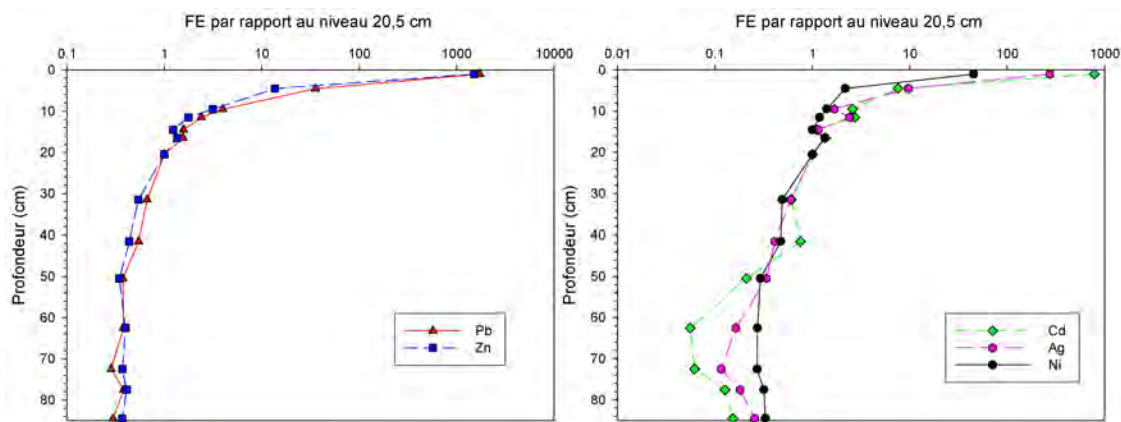 FE par rapport au niveau 20,5 cm
0.1 1 10 100 1000 10000
0
10
20
30
40
50
60
70
80
Profondeur (cm)
Pb
Zn
FE par rapport au niveau 20,5 cm
0.01 0.1 1 10 100 1000
0
10
20
30
40
50
60
70
80
Profondeur (cm)
Cd
Ag
Ni